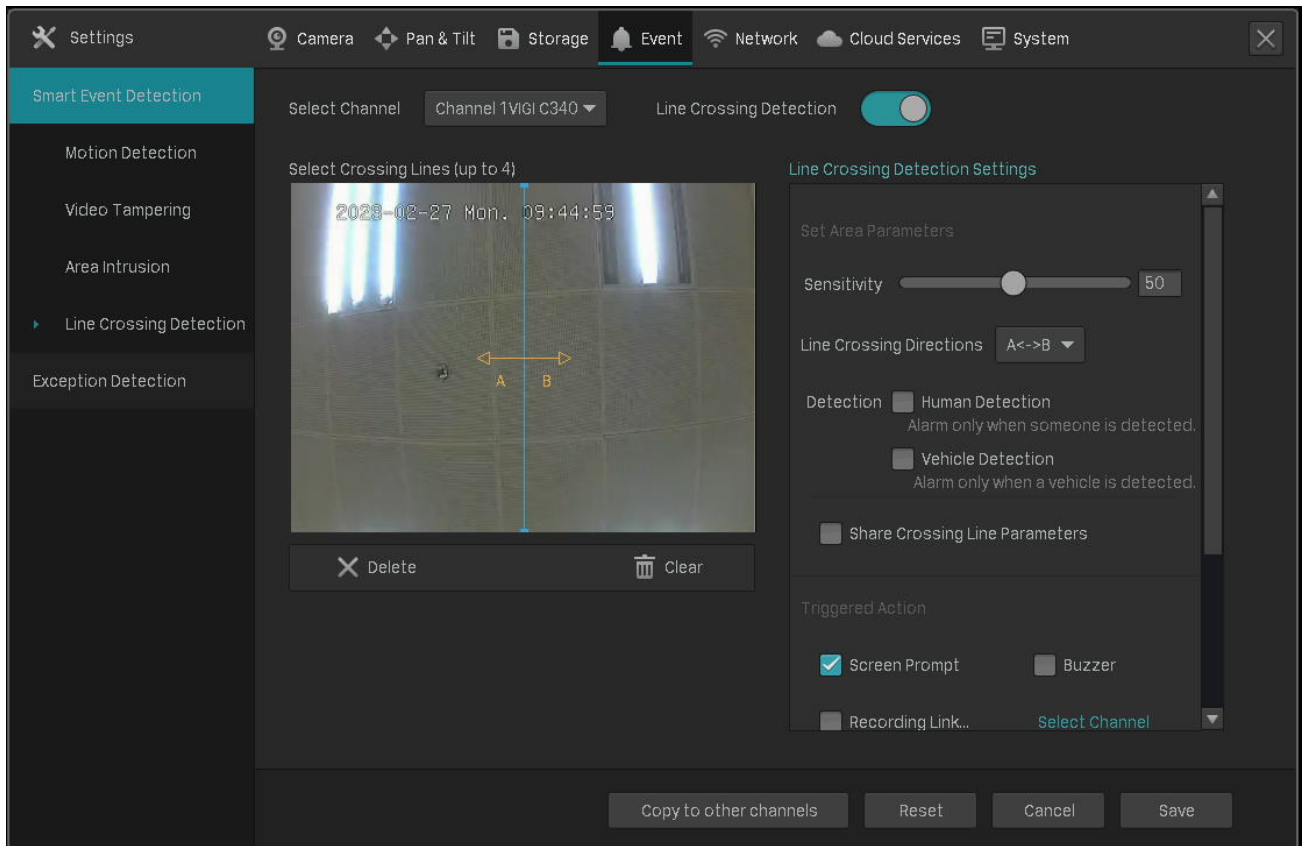 Settings
Camera Pan & Tilt Storage Event Network Cloud Services System
Smart Event Detection
Motion Detection
Video Tampering
Area Intrusion
Line Crossing Detection
Exception Detection
Select Channel Channel 1VIGI C340 Line Crossing Detection
Select Crossing Lines (up to 4)
2023-02-27 Mon. 09:44:59
A B
Delete Clear
Line Crossing Detection Settings
Set Area Parameters
Sensitivity 50
Line Crossing Directions A<->B
Detection Human Detection
Alarm only when someone is detected.
Vehicle Detection
Alarm only when a vehicle is detected.
Share Crossing Line Parameters
Triggered Action
Screen Prompt Buzzer
Recording Link... Select Channel
Copy to other channels Reset Cancel Save